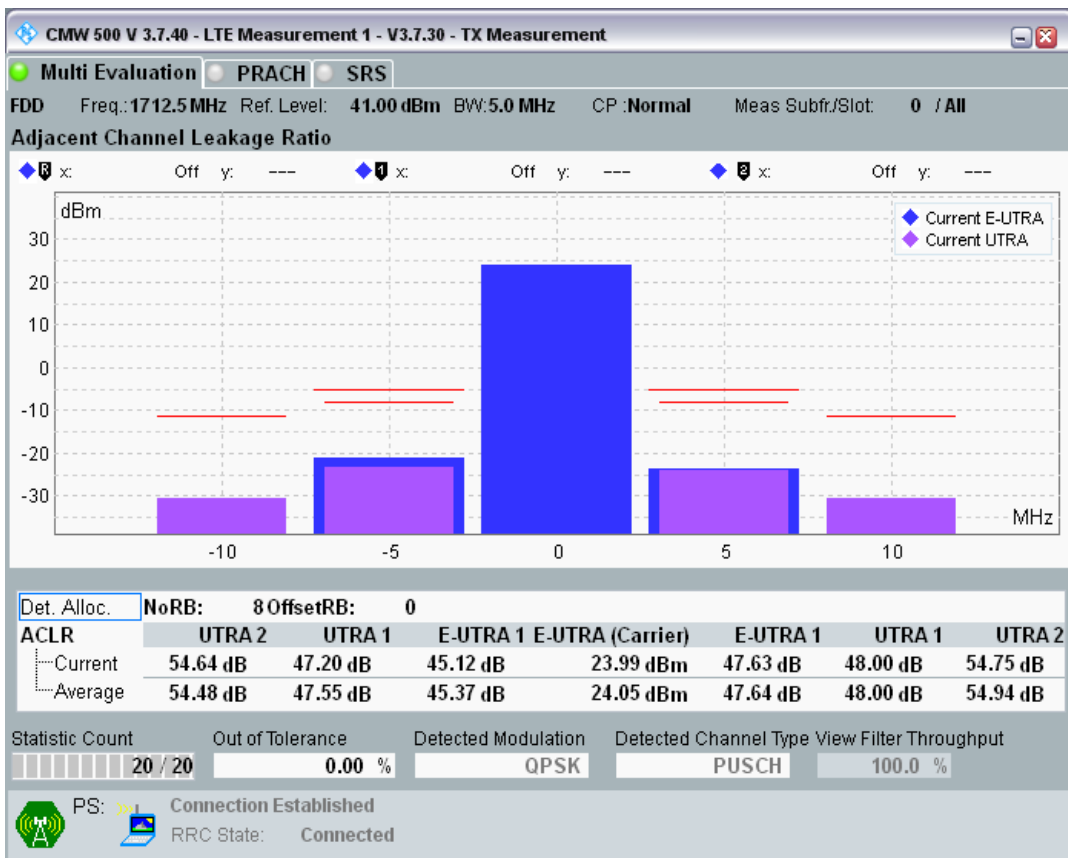 CMW 500 V 3.7.40 - LTE Measurement 1 - V3.7.30 - TX Measurement
Multi Evaluation PRACH SRS
FDD Freq.:1712.5 MHz Ref. Level: 41.00 dBm BW:5.0 MHz CP :Normal Meas Subfr./Slot: 0 / All
Adjacent Channel Leakage Ratio
R x: Off y: --- 1 x: Off y: --- 2 x: Off y: ---
dBm
Current E-UTRA
Current UTRA
30
20
10
0
-10
-20
-30
MHz
-10 -5 0 5 10
Det. Alloc. NoRB: 8 OffsetRB: 0
ACLR UTRA 2 UTRA 1 E-UTRA 1 E-UTRA (Carrier) E-UTRA 1 UTRA 1 UTRA 2
Current 54.64 dB 47.20 dB 45.12 dB 23.99 dBm 47.63 dB 48.00 dB 54.75 dB
Average 54.48 dB 47.55 dB 45.37 dB 24.05 dBm 47.64 dB 48.00 dB 54.94 dB
Statistic Count Out of Tolerance Detected Modulation Detected Channel Type View Filter Throughput
20 / 20 0.00 % QPSK PUSCH 100.0 %
PS: Connection Established
RRC State: Connected